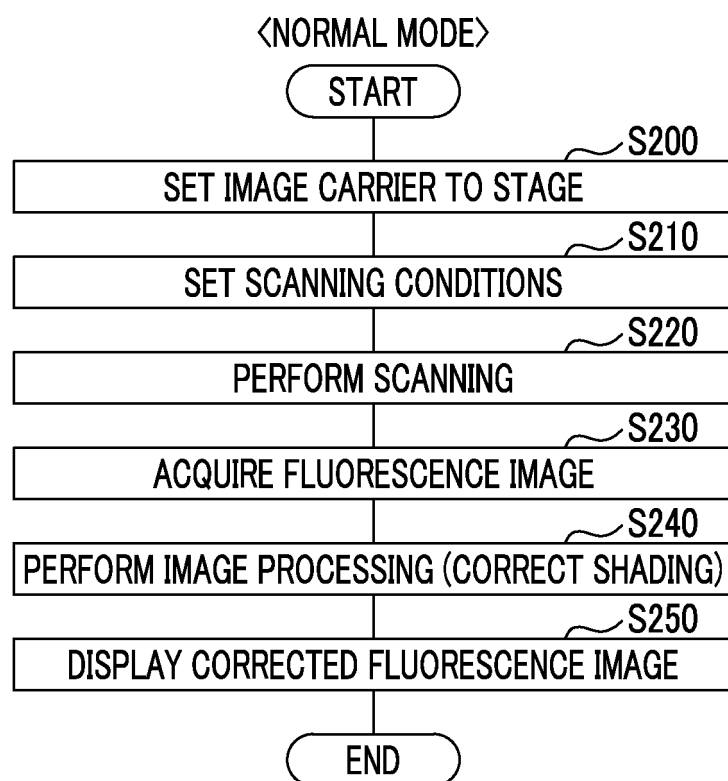 <NORMAL MODE>
START
S200
SET IMAGE CARRIER TO STAGE
S210
SET SCANNING CONDITIONS
S220
PERFORM SCANNING
S230
ACQUIRE FLUORESCENCE IMAGE
S240
PERFORM IMAGE PROCESSING (CORRECT SHADING)
S250
DISPLAY CORRECTED FLUORESCENCE IMAGE
END